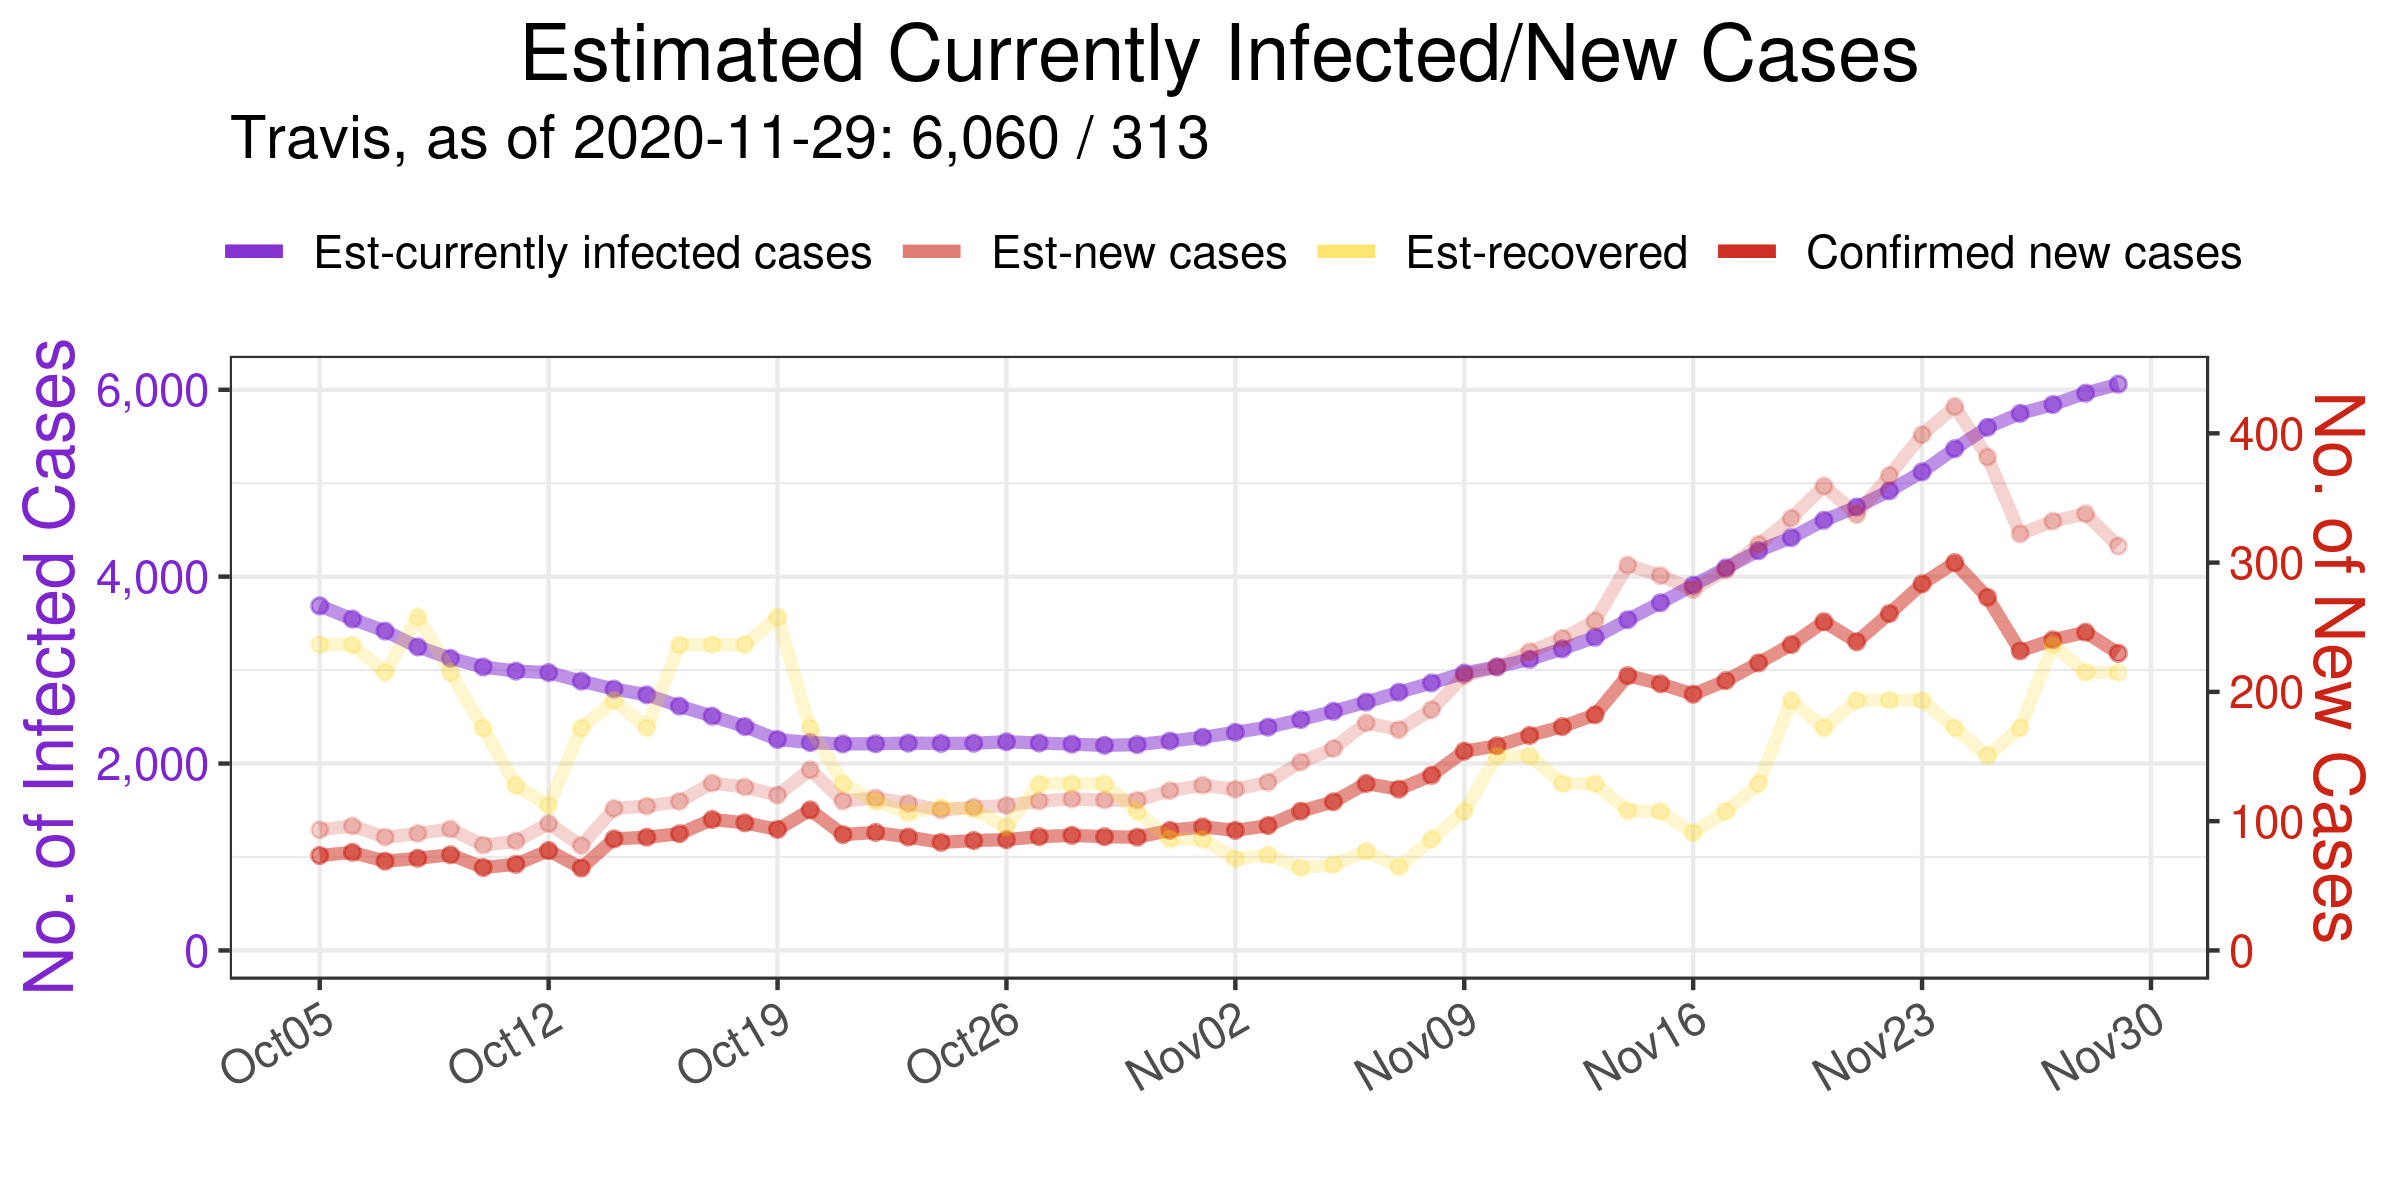 Estimated Currently Infected/New Cases
Travis, as of 2020-11-29: 6,060 / 313
Est-currently infected cases Est-new cases Est-recovered Confirmed new cases
No. of Infected Cases
6,000
4,000
2,000
0
400
300
200
100
0
No. of New Cases
Oct05 Oct12 Oct19 Oct26 Nov02 Nov09 Nov16 Nov23 Nov30